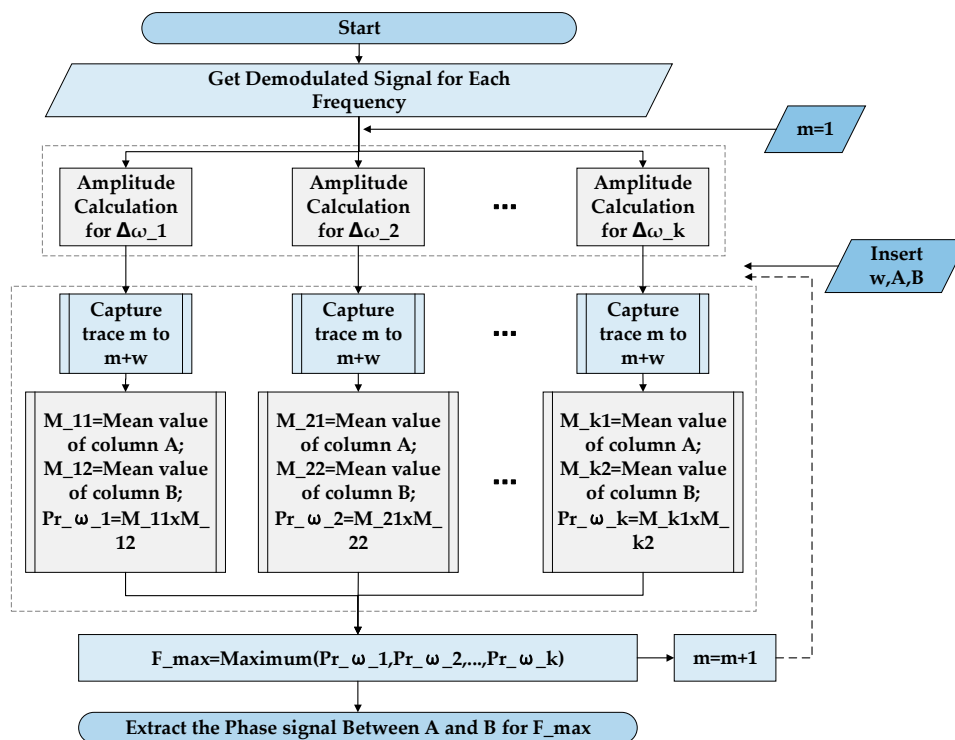 Start
Get Demodulated Signal for Each
Frequency
m=1
Amplitude
Calculation
for Δω_1
Amplitude
Calculation
for Δω_2
...
Amplitude
Calculation
for Δω_k
Insert
w,A,B
Capture
trace m to
m+w
Capture
trace m to
m+w
...
Capture
trace m to
m+w
M_11=Mean value
of column A;
M_12=Mean value
of column B;
Pr_ω_1=M_11xM_
12
M_21=Mean value
of column A;
M_22=Mean value
of column B;
Pr_ω_2=M_21xM_
22
...
M_k1=Mean value
of column A;
M_k2=Mean value
of column B;
Pr_ω_k=M_k1xM_
k2
F_max=Maximum(Pr_ω_1,Pr_ω_2,...,Pr_ω_k)
m=m+1
Extract the Phase signal Between A and B for F_max